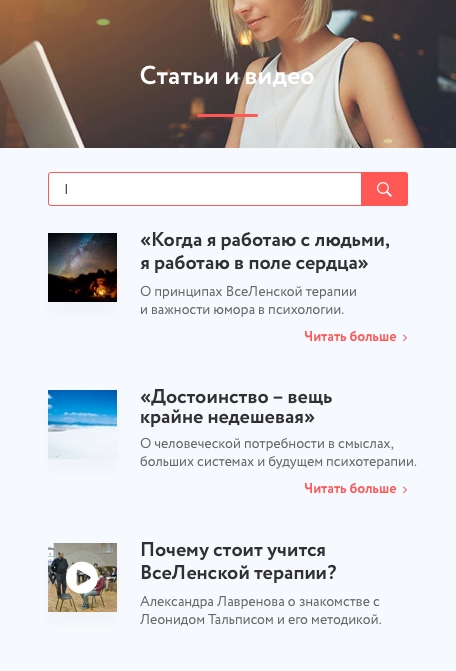 Статьи и видео
«Когда я работаю с людьми,
я работаю в поле сердца»
О принципах ВсеЛенской терапии
и важности юмора в психологии.
Читать больше
«Достоинство – вещь
крайне недешевая»
О человеческой потребности в смыслах,
больших системах и будущем психотерапии.
Читать больше
Почему стоит учится
ВсеЛенской терапии?
Александра Лавренова о знакомстве с
Леонидом Тальписом и его методикой.